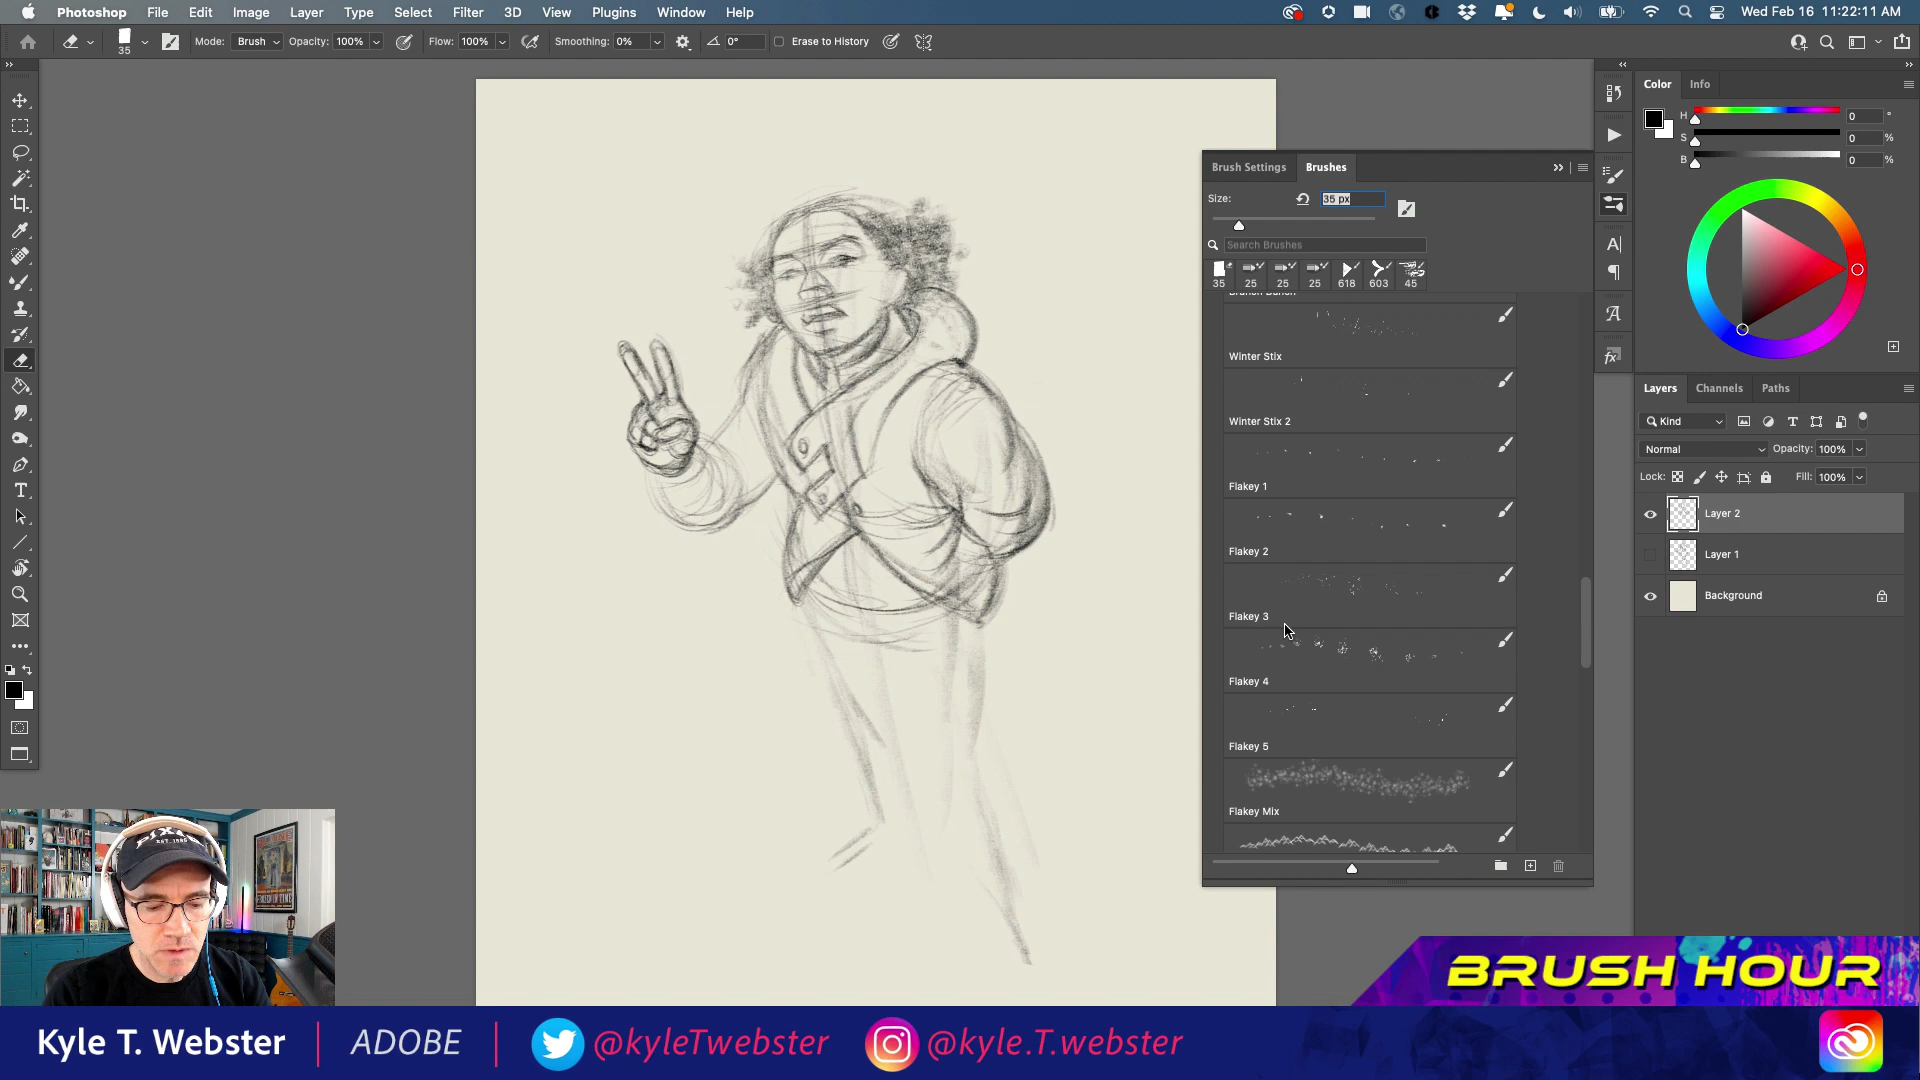 Photoshop File Edit Image Layer Type Select Filter 3D View Plugins Window Help Wed Feb 16 11:22:11 AM
35 Mode: Brush Opacity: 100% Flow: 100% Smoothing: 0% 0° Erase to History
Color Info
H 0 °
S 0 %
B 0 %
Brush Settings Brushes
Size: 35 px
Search Brushes
35 25 25 25 618 603 45
Winter Stix
Winter Stix 2
Flakey 1
Flakey 2
Flakey 3
Flakey 4
Flakey 5
Flakey Mix
Layers Channels Paths
Kind
Normal Opacity: 100%
Lock: Fill: 100%
Layer 2
Layer 1
Background
BRUSH HOUR
Kyle T. Webster | ADOBE | @kyleTwebster @kyle.T.webster